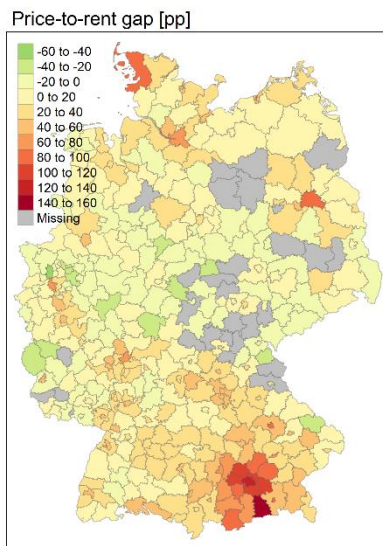 Price-to-rent gap [pp]
-60 to -40
-40 to -20
-20 to 0
0 to 20
20 to 40
40 to 60
60 to 80
80 to 100
100 to 120
120 to 140
140 to 160
Missing